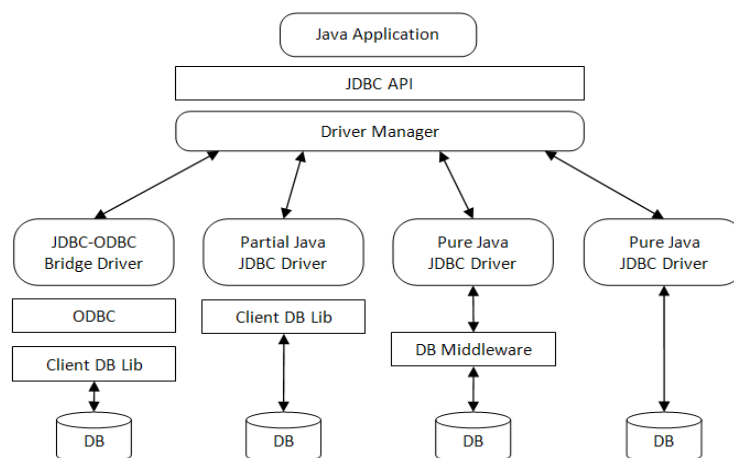 Java Application
JDBC API
Driver Manager
JDBC-ODBC
Bridge Driver
Partial Java
JDBC Driver
Pure Java
JDBC Driver
Pure Java
JDBC Driver
ODBC
Client DB Lib
Client DB Lib
DB Middleware
DB
DB
DB
DB